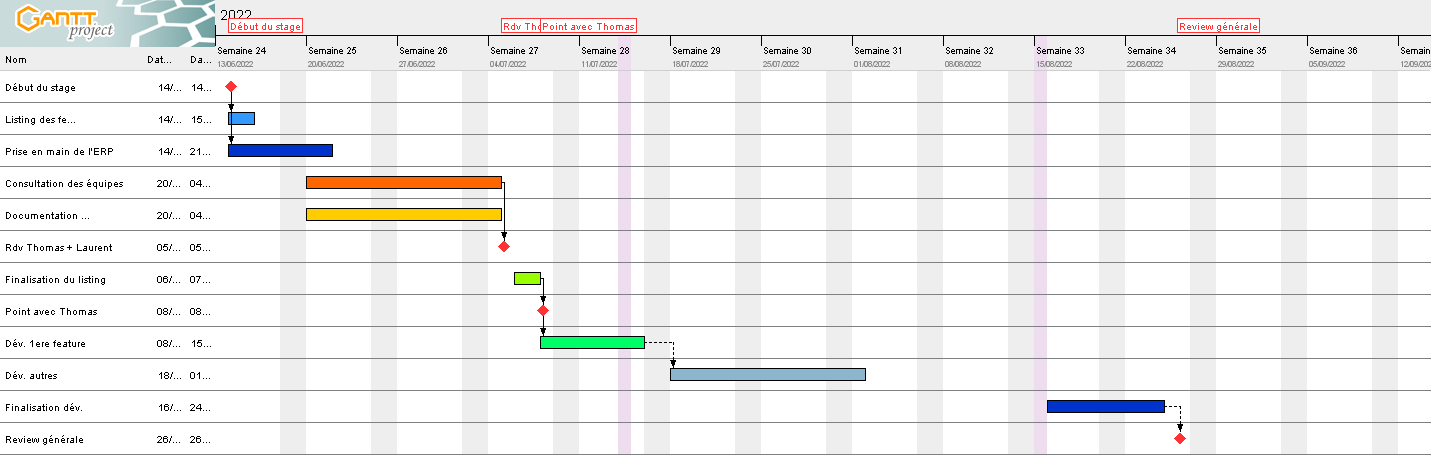 GANTT
project
2022
Début du stage
Rdv Tho
Point avec Thomas
Review générale
Semaine 24
Semaine 25
Semaine 26
Semaine 27
Semaine 28
Semaine 29
Semaine 30
Semaine 31
Semaine 32
Semaine 33
Semaine 34
Semaine 35
Semaine 36
Semain
Nom Dat... Da...
13/06/2022
20/06/2022
27/06/2022
04/07/2022
11/07/2022
18/07/2022
25/07/2022
01/08/2022
08/08/2022
15/08/2022
22/08/2022
29/08/2022
05/09/2022
12/09/202
Début du stage 14/... 14...
Listing des fe... 14/... 15...
Prise en main de l'ERP 14/... 21...
Consultation des équipes 20/... 04...
Documentation ... 20/... 04...
Rdv Thomas + Laurent 05/... 05...
Finalisation du listing 06/... 07...
Point avec Thomas 08/... 08...
Dév. 1ere feature 08/... 15...
Dév. autres 18/... 01...
Finalisation dév. 16/... 24...
Review générale 26/... 26...